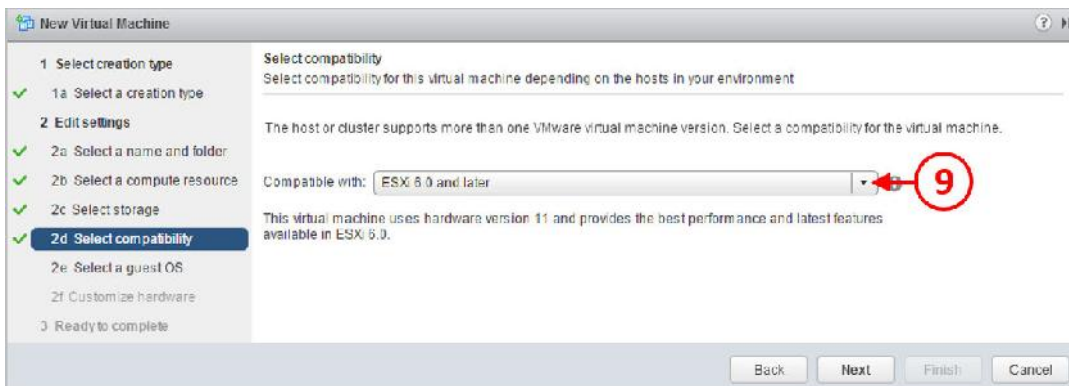 New Virtual Machine
1 Select creation type
1a Select a creation type
2 Edit settings
2a Select a name and folder
2b Select a compute resource
2c Select storage
2d Select compatibility
2e Select a guest OS
2f Customize hardware
3 Ready to complete
Select compatibility
Select compatibility for this virtual machine depending on the hosts in your environment
The host or cluster supports more than one VMware virtual machine version. Select a compatibility for the virtual machine.
Compatible with: ESXi 6.0 and later
9
This virtual machine uses hardware version 11 and provides the best performance and latest features
available in ESXi 6.0.
Back Next Finish Cancel